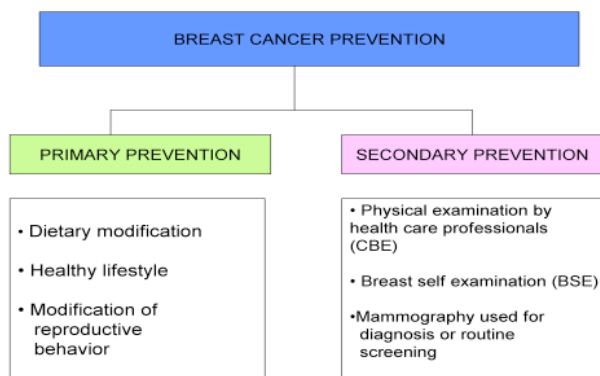 BREAST CANCER PREVENTION
PRIMARY PREVENTION
• Dietary modification
• Healthy lifestyle
• Modification of
reproductive
behavior
SECONDARY PREVENTION
• Physical examination by
health care professionals
(CBE)
• Breast self examination (BSE)
•Mammography used for
diagnosis or routine
screening